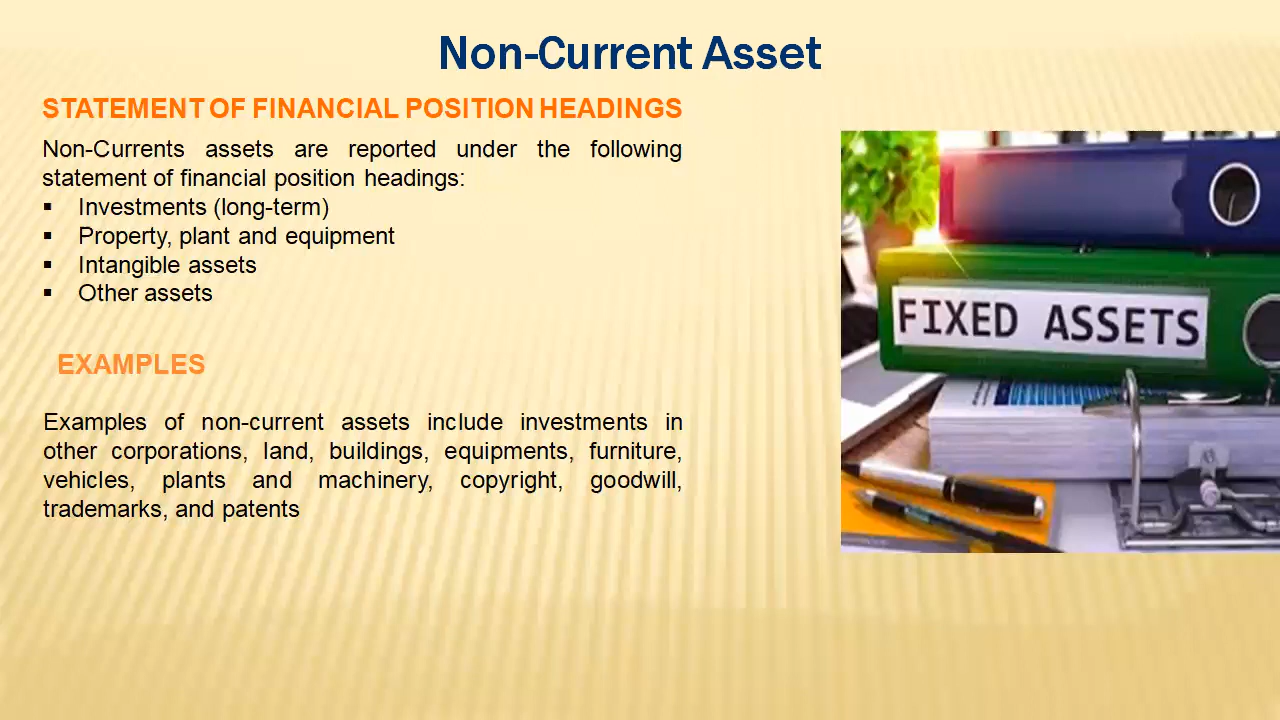 Non-Current Asset
STATEMENT OF FINANCIAL POSITION HEADINGS
Non-Currents assets are reported under the following
statement of financial position headings:
▪ Investments (long-term)
▪ Property, plant and equipment
▪ Intangible assets
▪ Other assets
FIXED ASSETS
EXAMPLES
Examples of non-current assets include investments in
other corporations, land, buildings, equipments, furniture,
vehicles, plants and machinery, copyright, goodwill,
trademarks, and patents